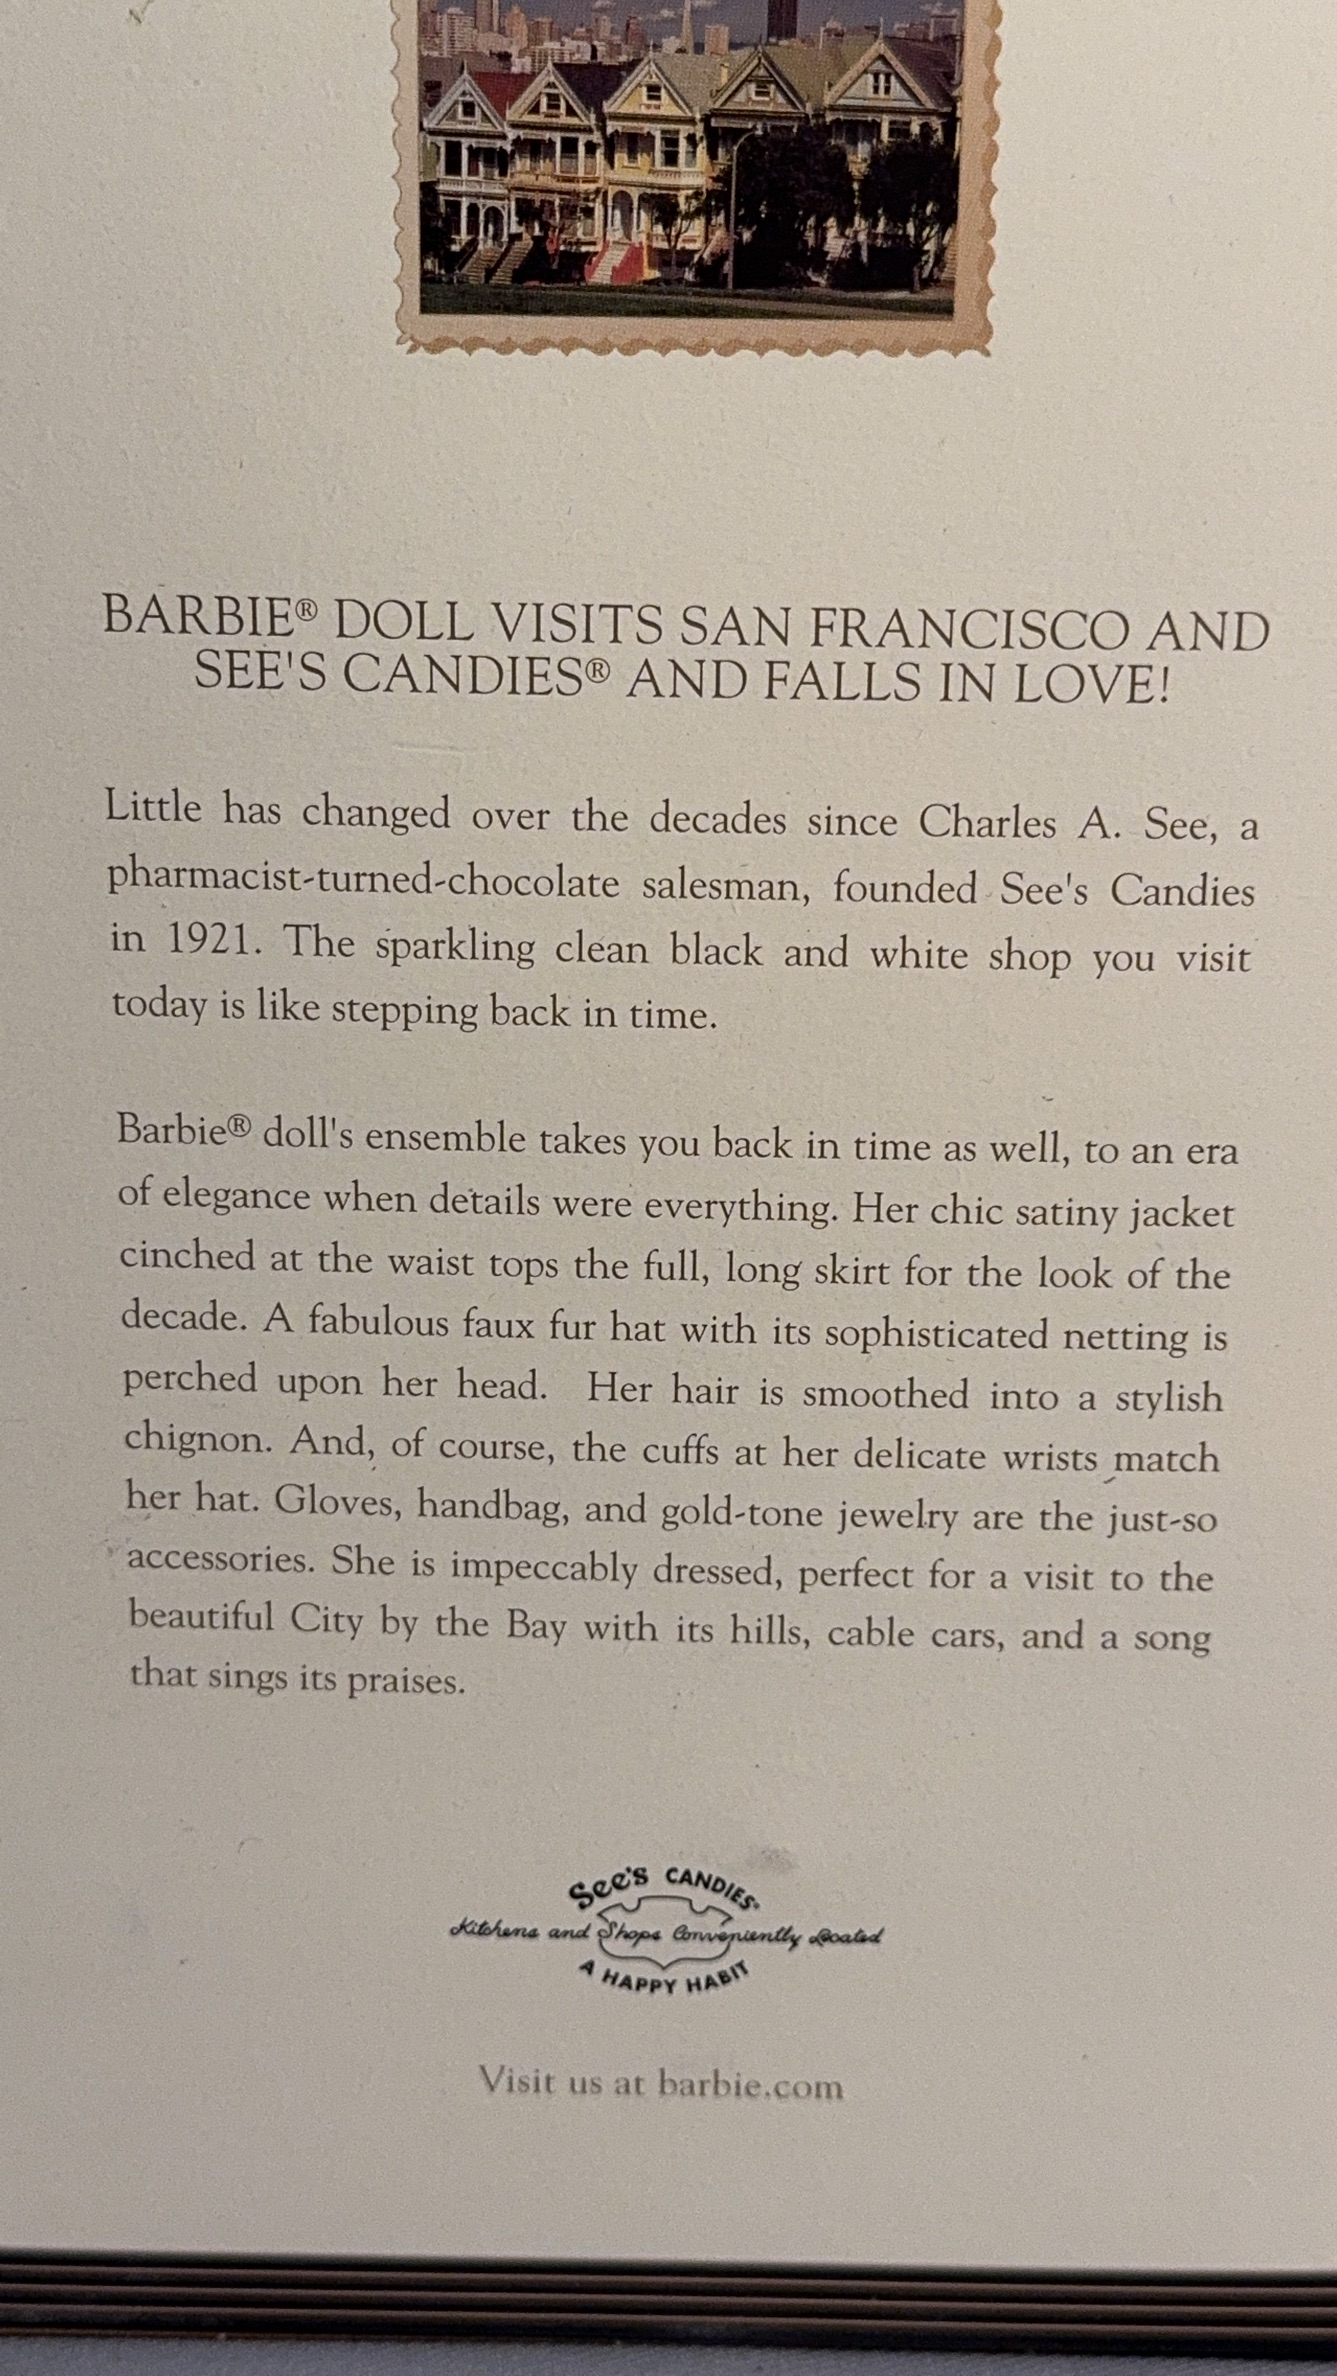 BARBIE® DOLL VISITS SAN FRANCISCO AND
SEE'S CANDIES® AND FALLS IN LOVE!
Little has changed over the decades since Charles A. See, a
pharmacist-turned-chocolate salesman, founded See's Candies
in 1921. The sparkling clean black and white shop you visit
today is like stepping back in time.
Barbie® doll's ensemble takes you back in time as well, to an era
of elegance when details were everything. Her chic satiny jacket
cinched at the waist tops the full, long skirt for the look of the
decade. A fabulous faux fur hat with its sophisticated netting is
perched upon her head. Her hair is smoothed into a stylish
chignon. And, of course, the cuffs at her delicate wrists match
her hat. Gloves, handbag, and gold-tone jewelry are the just-so
accessories. She is impeccably dressed, perfect for a visit to the
beautiful City by the Bay with its hills, cable cars, and a song
that sings its praises.
See's CANDIES®
Kitchens and Shops Conveniently Located
A HAPPY HABIT
Visit us at barbie.com